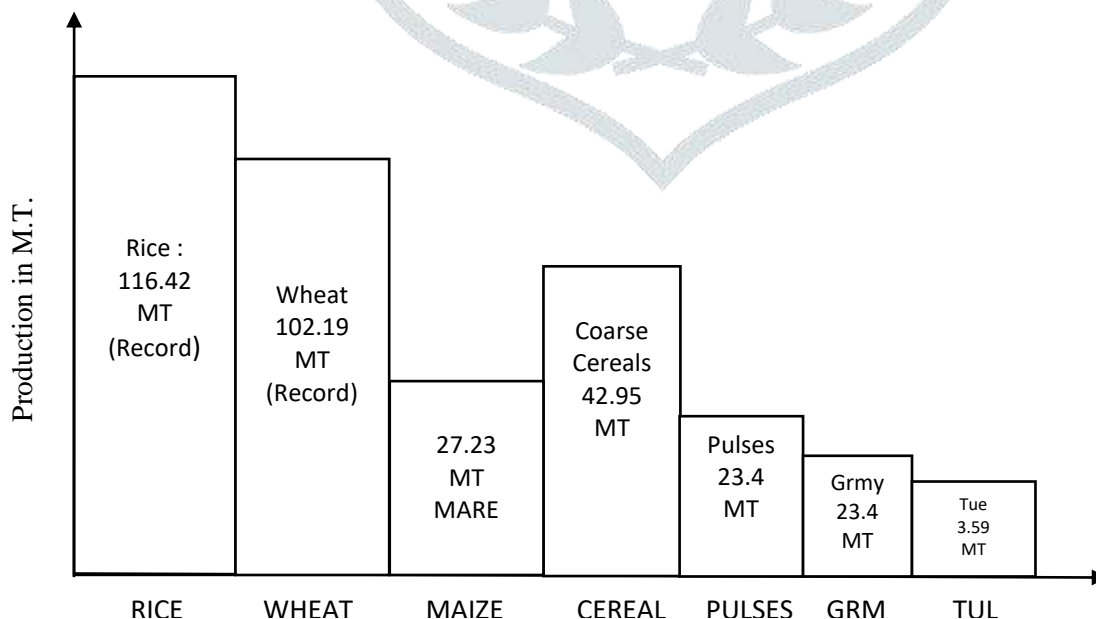 Production in M.T.
Rice :
116.42
MT
(Record)
Wheat
102.19
MT
(Record)
27.23
MT
MARE
Coarse
Cereals
42.95
MT
Pulses
23.4
MT
Grmy
23.4
MT
Tue
3.59
MT
RICE WHEAT MAIZE CEREAL PULSES GRM TUL